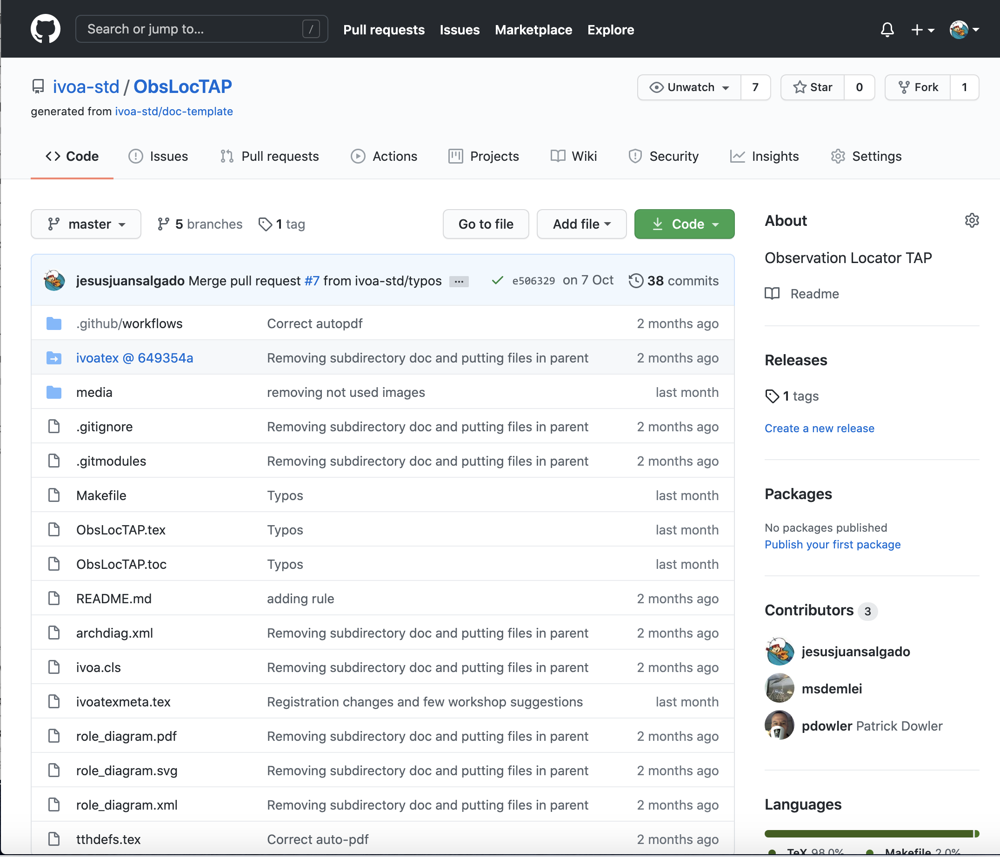 Search or jump to... / Pull requests Issues Marketplace Explore
ivoa-std / ObsLocTAP Unwatch 7 Star 0 Fork 1
generated from ivoa-std/doc-template
Code Issues Pull requests Actions Projects Wiki Security Insights Settings
master 5 branches 1 tag Go to file Add file Code
jesusjuansalgado Merge pull request #7 from ivoa-std/typos ... e506329 on 7 Oct 38 commits
.github/workflows Correct autopdf 2 months ago
ivoatex @ 649354a Removing subdirectory doc and putting files in parent 2 months ago
media removing not used images last month
.gitignore Removing subdirectory doc and putting files in parent 2 months ago
.gitmodules Removing subdirectory doc and putting files in parent 2 months ago
Makefile Typos last month
ObsLocTAP.tex Typos last month
ObsLocTAP.toc Typos last month
README.md adding rule 2 months ago
archdiag.xml Removing subdirectory doc and putting files in parent 2 months ago
ivoa.cls Removing subdirectory doc and putting files in parent 2 months ago
ivoatexmeta.tex Registration changes and few workshop suggestions last month
role_diagram.pdf Removing subdirectory doc and putting files in parent 2 months ago
role_diagram.svg Removing subdirectory doc and putting files in parent 2 months ago
role_diagram.xml Removing subdirectory doc and putting files in parent 2 months ago
tthdefs.tex Correct auto-pdf 2 months ago
About
Observation Locator TAP
Readme
Releases
1 tags
Create a new release
Packages
No packages published
Publish your first package
Contributors 3
jesusjuansalgado
msdemlei
pdowler Patrick Dowler
Languages
TeX 98.0% Makefile 2.0%